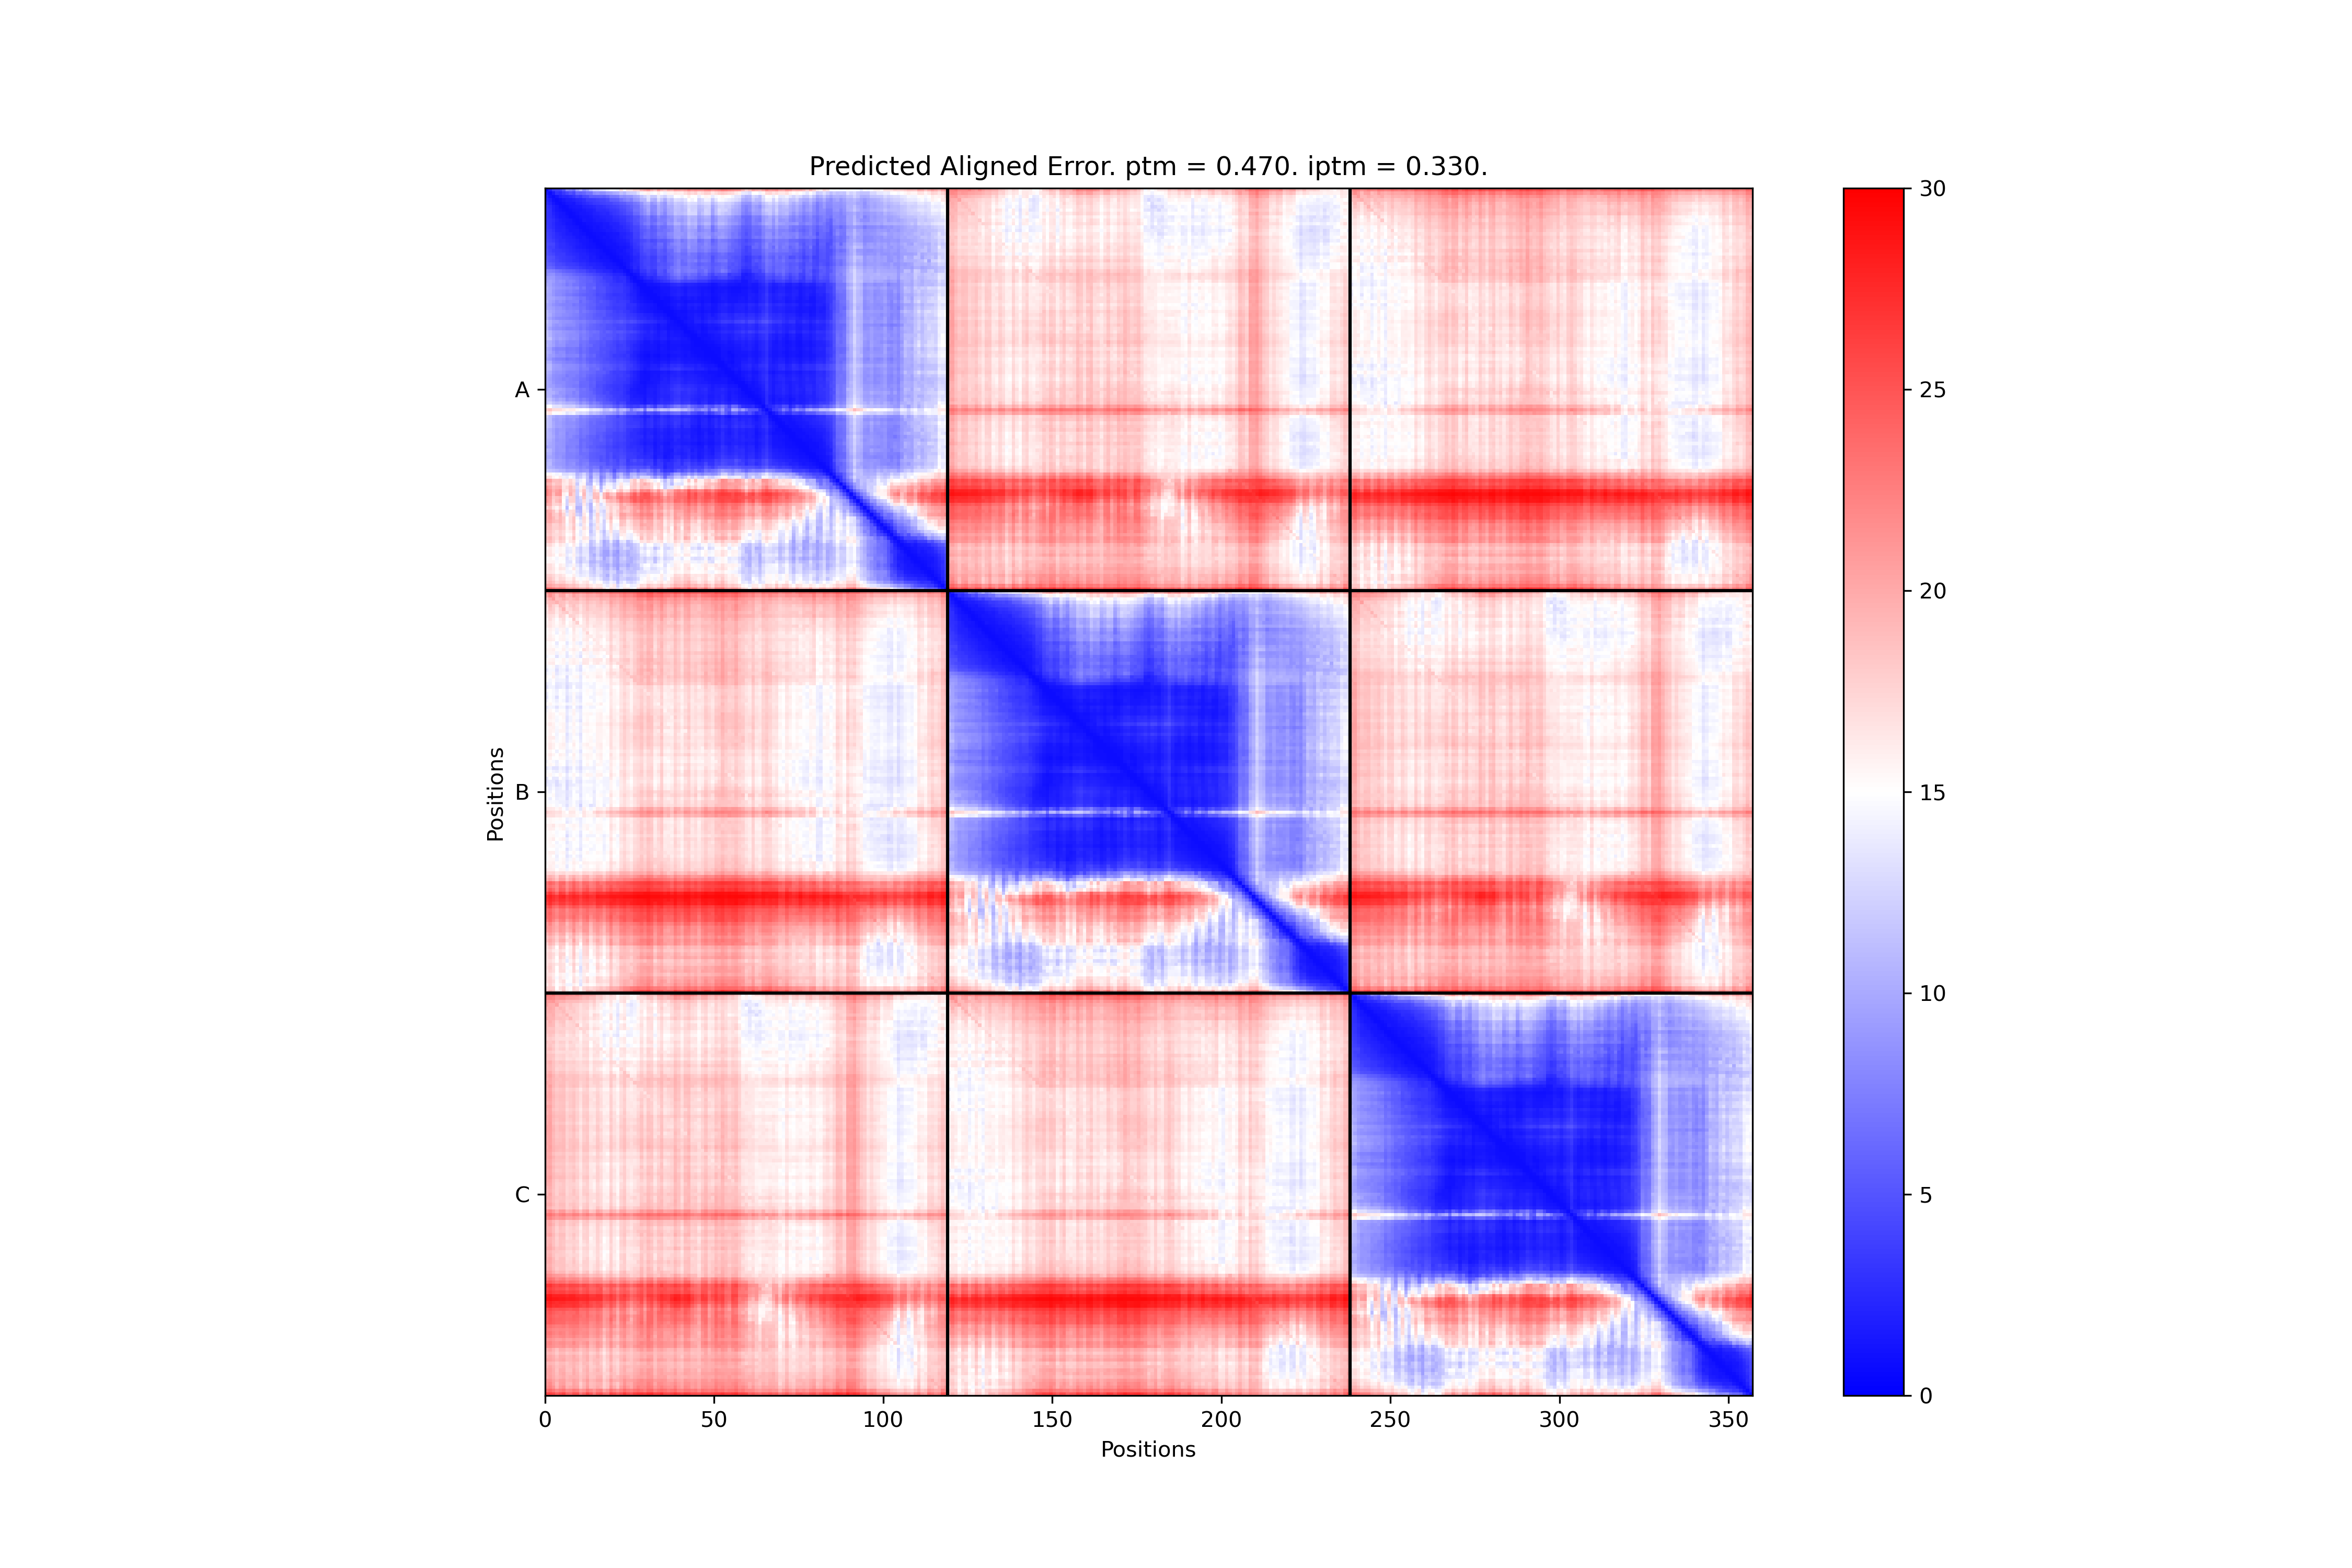 Predicted Aligned Error. ptm = 0.470. iptm = 0.330.
30
25
20
15
10
5
0
A
B
C
Positions
0 50 100 150 200 250 300 350
Positions